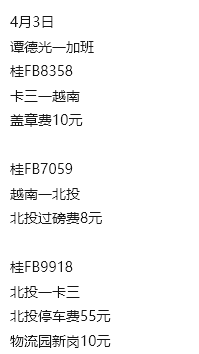 4月3日
谭德光一加班
桂FB8358
卡三一越南
盖章费10元
桂FB7059
越南一北投
北投过磅费8元
桂FB9918
北投一卡三
北投停车费55元
物流园新岗10元